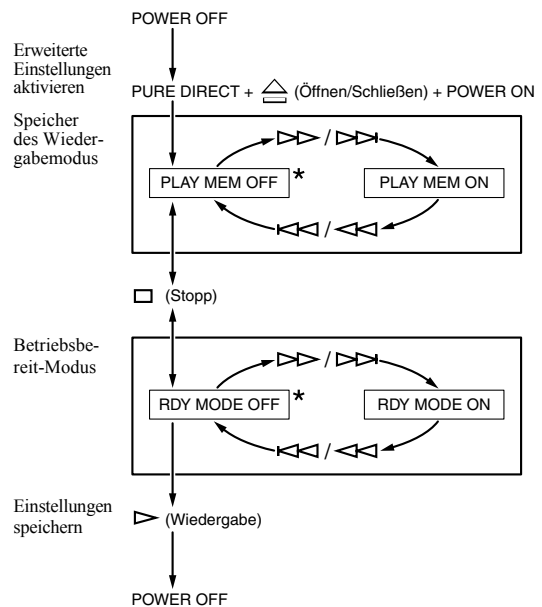 POWER OFF
Erweiterte
Einstellungen
aktivieren
PURE DIRECT + ⏏ (Öffnen/Schließen) + POWER ON
Speicher
des Wieder-
gabemodus
▷▷ / ▷▷I
PLAY MEM OFF *
PLAY MEM ON
I◁◁ / ◁◁
□ (Stopp)
Betriebsbe-
reit-Modus
▷▷ / ▷▷I
RDY MODE OFF *
RDY MODE ON
I◁◁ / ◁◁
Einstellungen
speichern
▷ (Wiedergabe)
POWER OFF